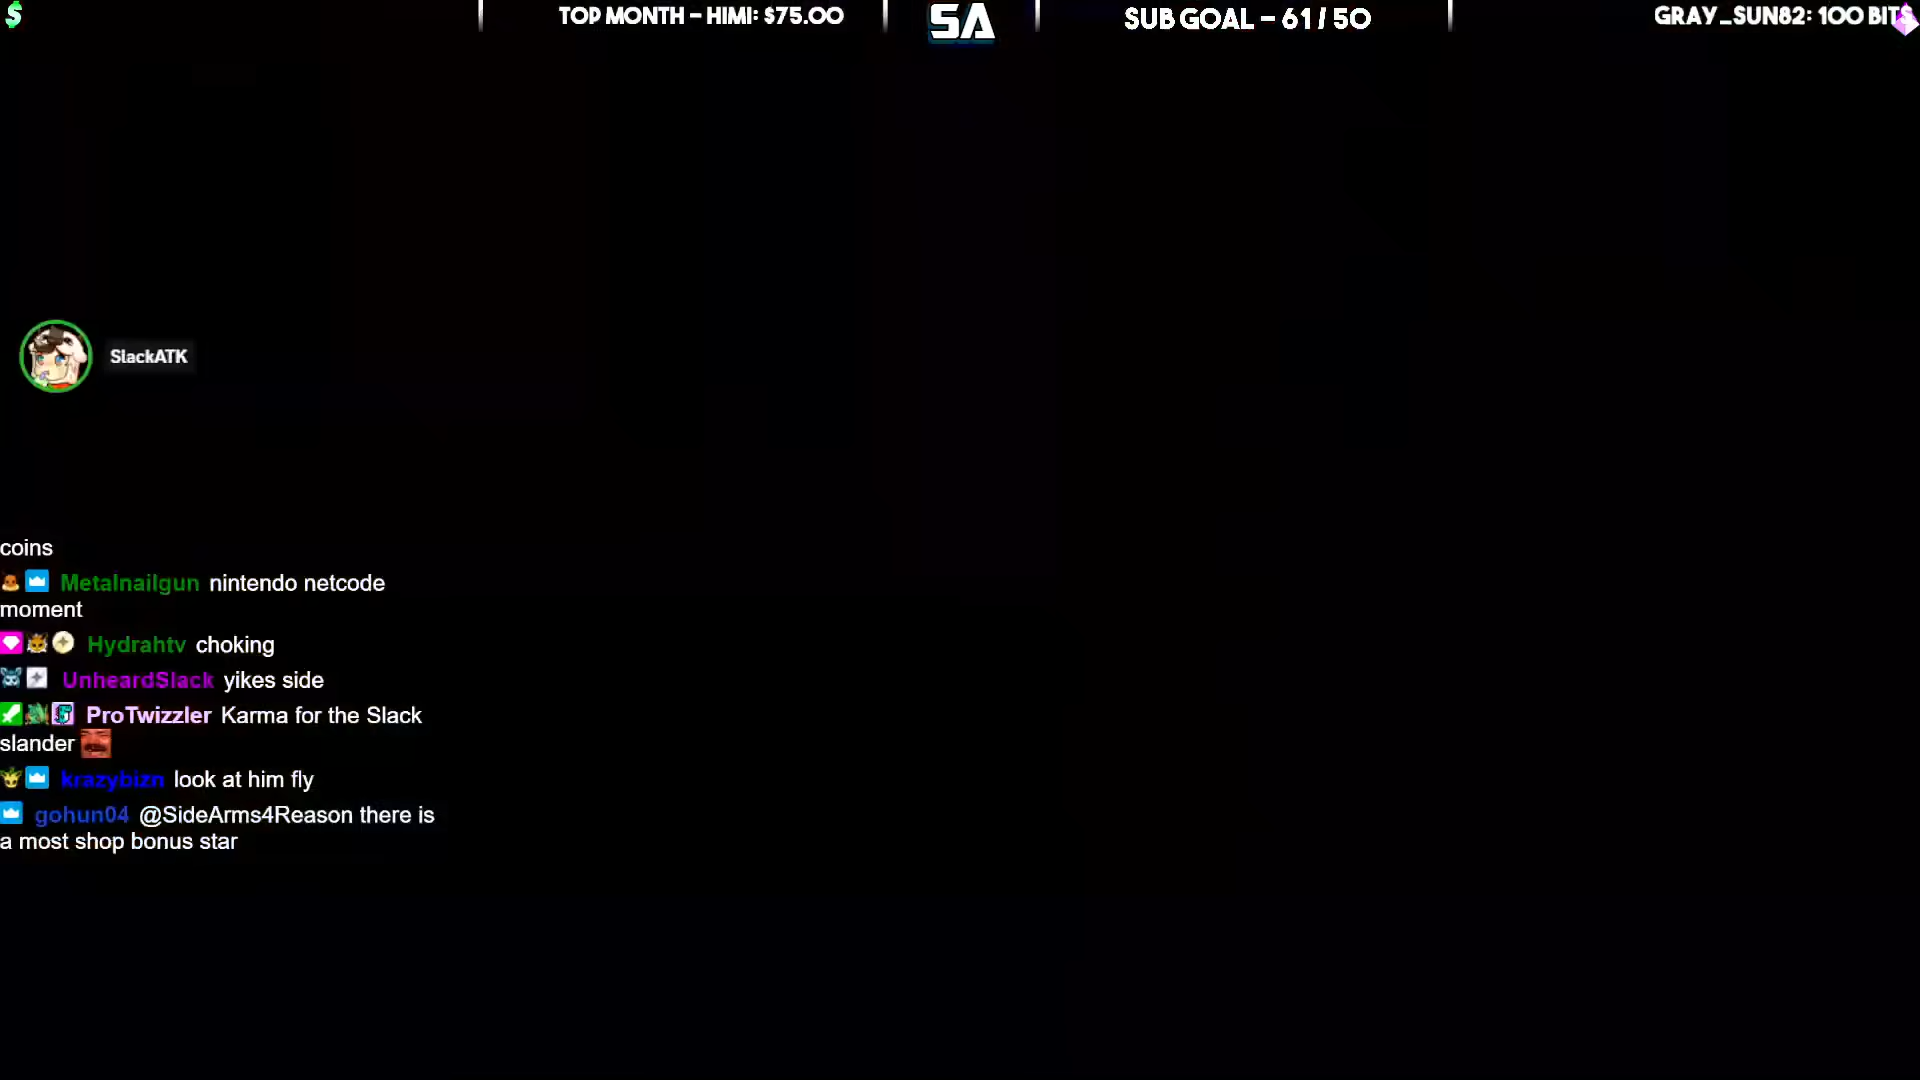 $
TOP MONTH - HIMI: $75.00
SA
SUB GOAL - 61 / 50
GRAY_SUN82: 100 BITS
SlackATK
coins
Metalnailgun nintendo netcode
moment
Hydrahtv choking
UnheardSlack yikes side
ProTwizzler Karma for the Slack
slander
krazybizn look at him fly
gohun04 @SideArms4Reason there is
a most shop bonus star